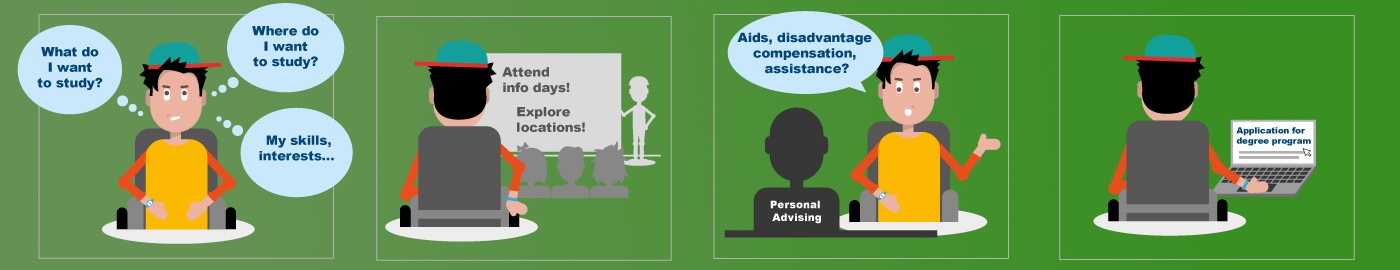 What do
I want
to study?
Where do
I want
to study?
My skills,
interests...
Attend
info days!
Explore
locations!
Aids, disadvantage
compensation,
assistance?
Personal
Advising
Application for
degree program